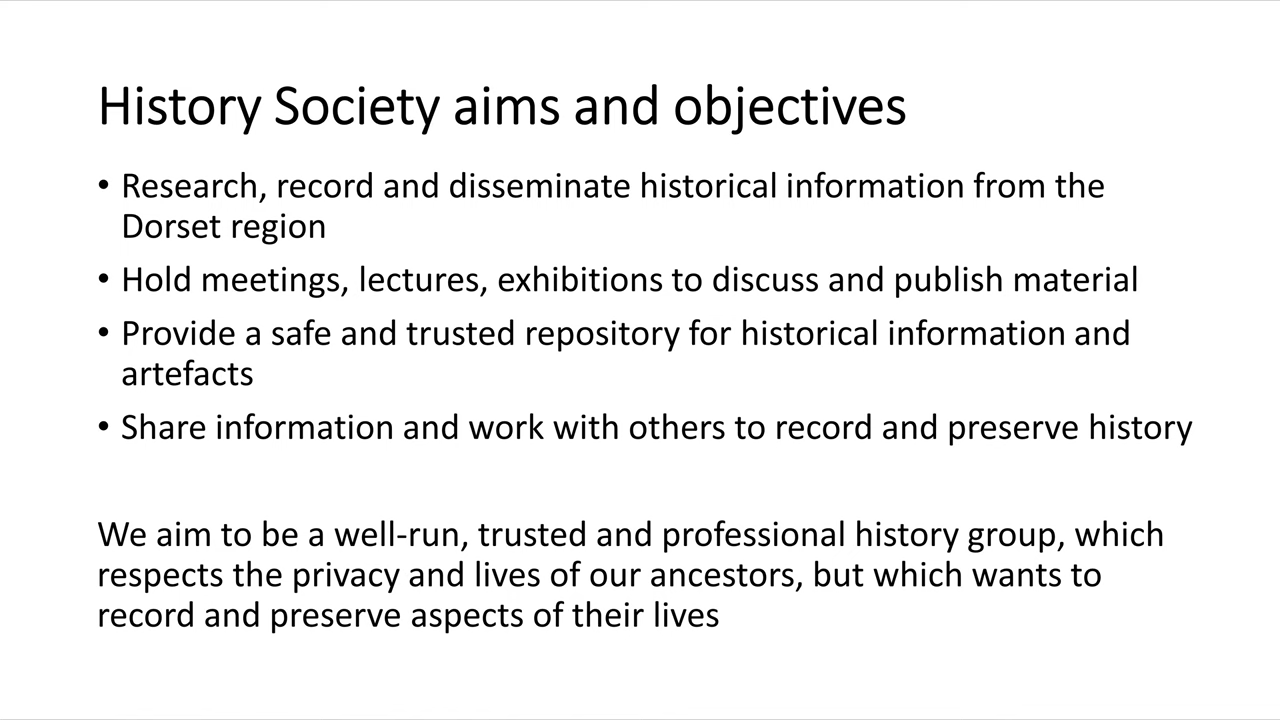 History Society aims and objectives
• Research, record and disseminate historical information from the
Dorset region
• Hold meetings, lectures, exhibitions to discuss and publish material
• Provide a safe and trusted repository for historical information and
artefacts
• Share information and work with others to record and preserve history
We aim to be a well-run, trusted and professional history group, which
respects the privacy and lives of our ancestors, but which wants to
record and preserve aspects of their lives